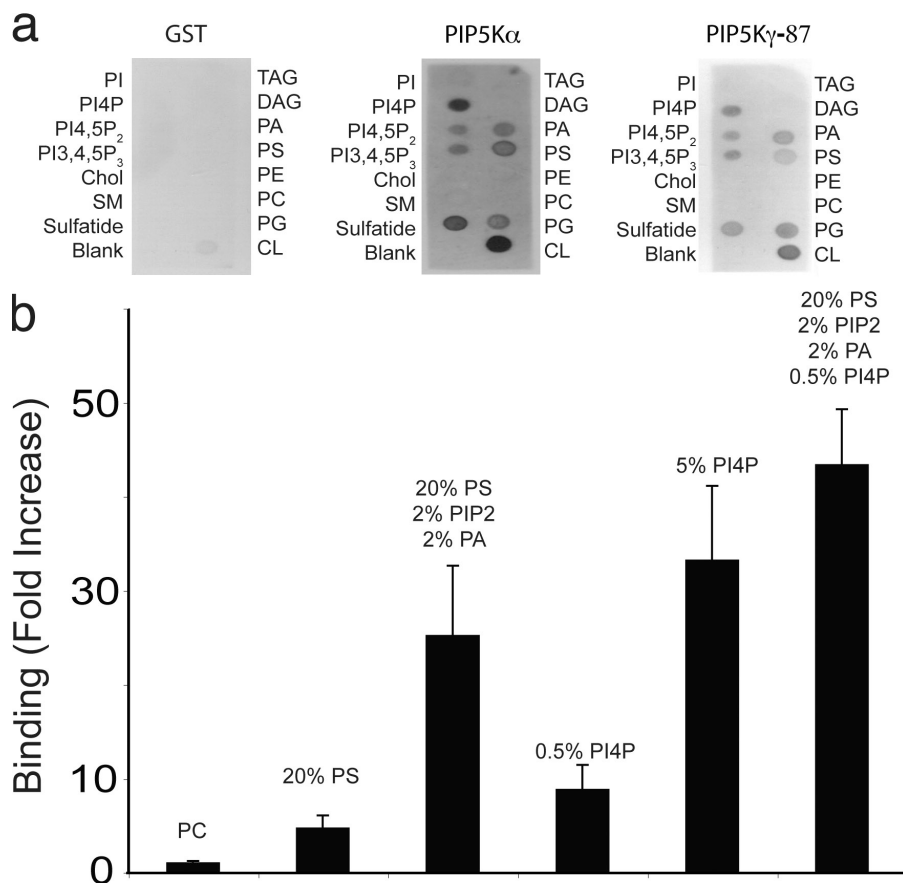 a
GST
PI
PI4P
PI4,5P2
PI3,4,5P3
Chol
SM
Sulfatide
Blank
TAG
DAG
PA
PS
PE
PC
PG
CL
PIP5Kα
PI
PI4P
PI4,5P2
PI3,4,5P3
Chol
SM
Sulfatide
Blank
TAG
DAG
PA
PS
PE
PC
PG
CL
PIP5Kγ-87
PI
PI4P
PI4,5P2
PI3,4,5P3
Chol
SM
Sulfatide
Blank
TAG
DAG
PA
PS
PE
PC
PG
CL
b
Binding (Fold Increase)
50
30
10
0
PC
20% PS
20% PS
2% PIP2
2% PA
0.5% PI4P
5% PI4P
20% PS
2% PIP2
2% PA
0.5% PI4P